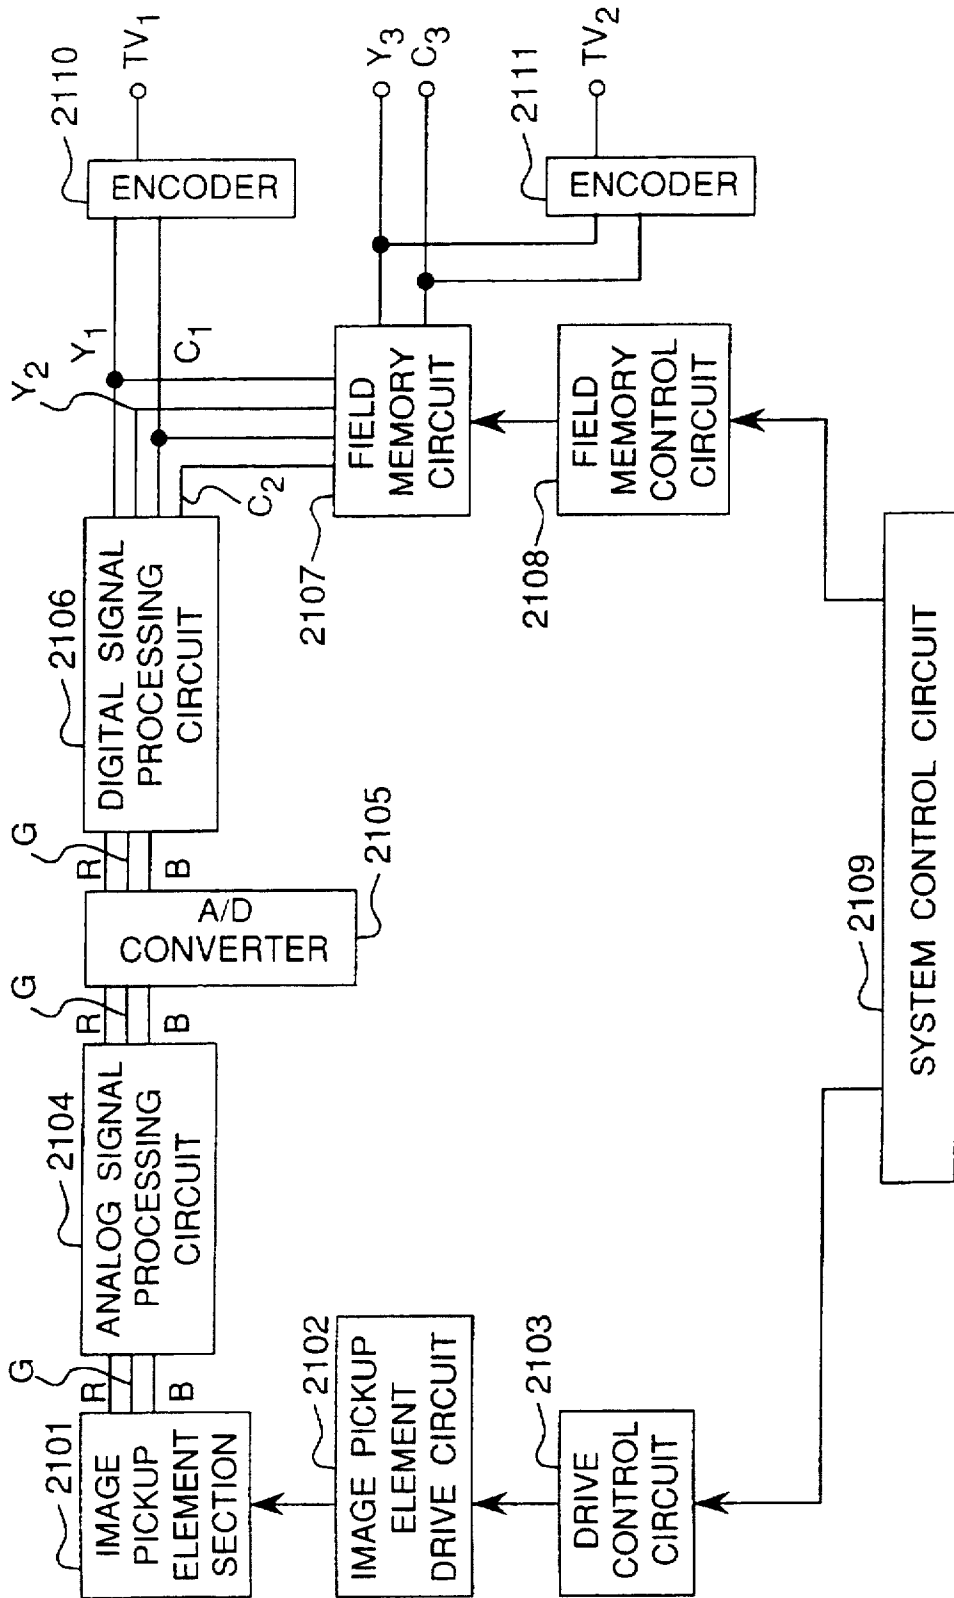 2101
IMAGE
PICKUP
ELEMENT
SECTION
R
G
B
2104
ANALOG SIGNAL
PROCESSING
CIRCUIT
R
G
B
A/D
CONVERTER
2105
R
G
B
2106
DIGITAL SIGNAL
PROCESSING
CIRCUIT
Y2
Y1
C1
C2
2110
ENCODER
TV1
2102
IMAGE PICKUP
ELEMENT
DRIVE CIRCUIT
2107
FIELD
MEMORY
CIRCUIT
Y3
C3
2103
DRIVE
CONTROL
CIRCUIT
2108
FIELD
MEMORY
CONTROL
CIRCUIT
2111
ENCODER
TV2
2109
SYSTEM CONTROL CIRCUIT